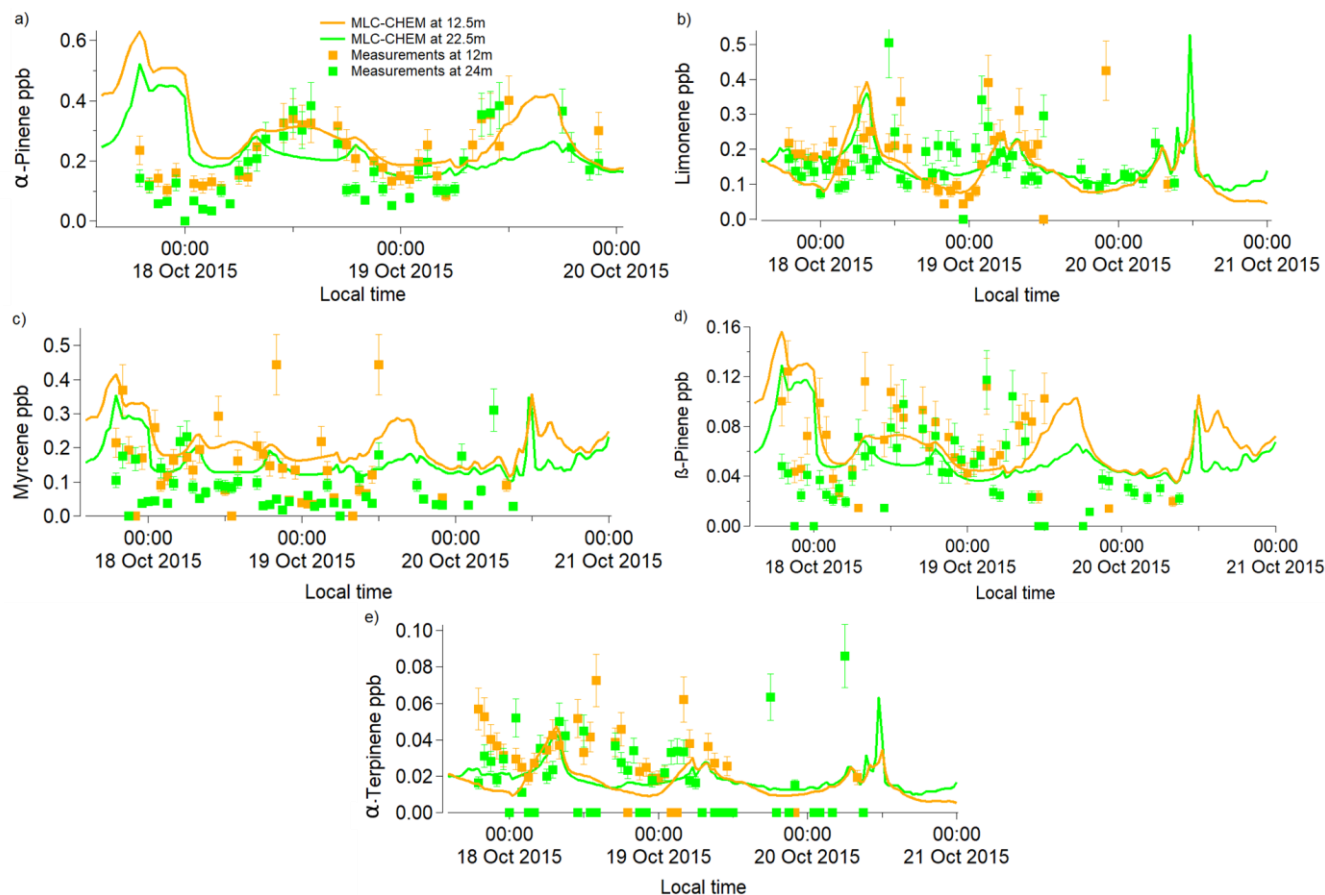 a)
MLC-CHEM at 12.5m
MLC-CHEM at 22.5m
Measurements at 12m
Measurements at 24m
α-Pinene ppb
0.6
0.4
0.2
0.0
00:00 00:00 00:00
18 Oct 2015 19 Oct 2015 20 Oct 2015
Local time
b)
Limonene ppb
0.5
0.4
0.3
0.2
0.1
0.0
00:00 00:00 00:00 00:00
18 Oct 2015 19 Oct 2015 20 Oct 2015 21 Oct 2015
Local time
c)
Myrcene ppb
0.5
0.4
0.3
0.2
0.1
0.0
00:00 00:00 00:00 00:00
18 Oct 2015 19 Oct 2015 20 Oct 2015 21 Oct 2015
Local time
d)
ß-Pinene ppb
0.16
0.12
0.08
0.04
0.00
00:00 00:00 00:00 00:00
18 Oct 2015 19 Oct 2015 20 Oct 2015 21 Oct 2015
Local time
e)
α-Terpinene ppb
0.10
0.08
0.06
0.04
0.02
0.00
00:00 00:00 00:00 00:00
18 Oct 2015 19 Oct 2015 20 Oct 2015 21 Oct 2015
Local time